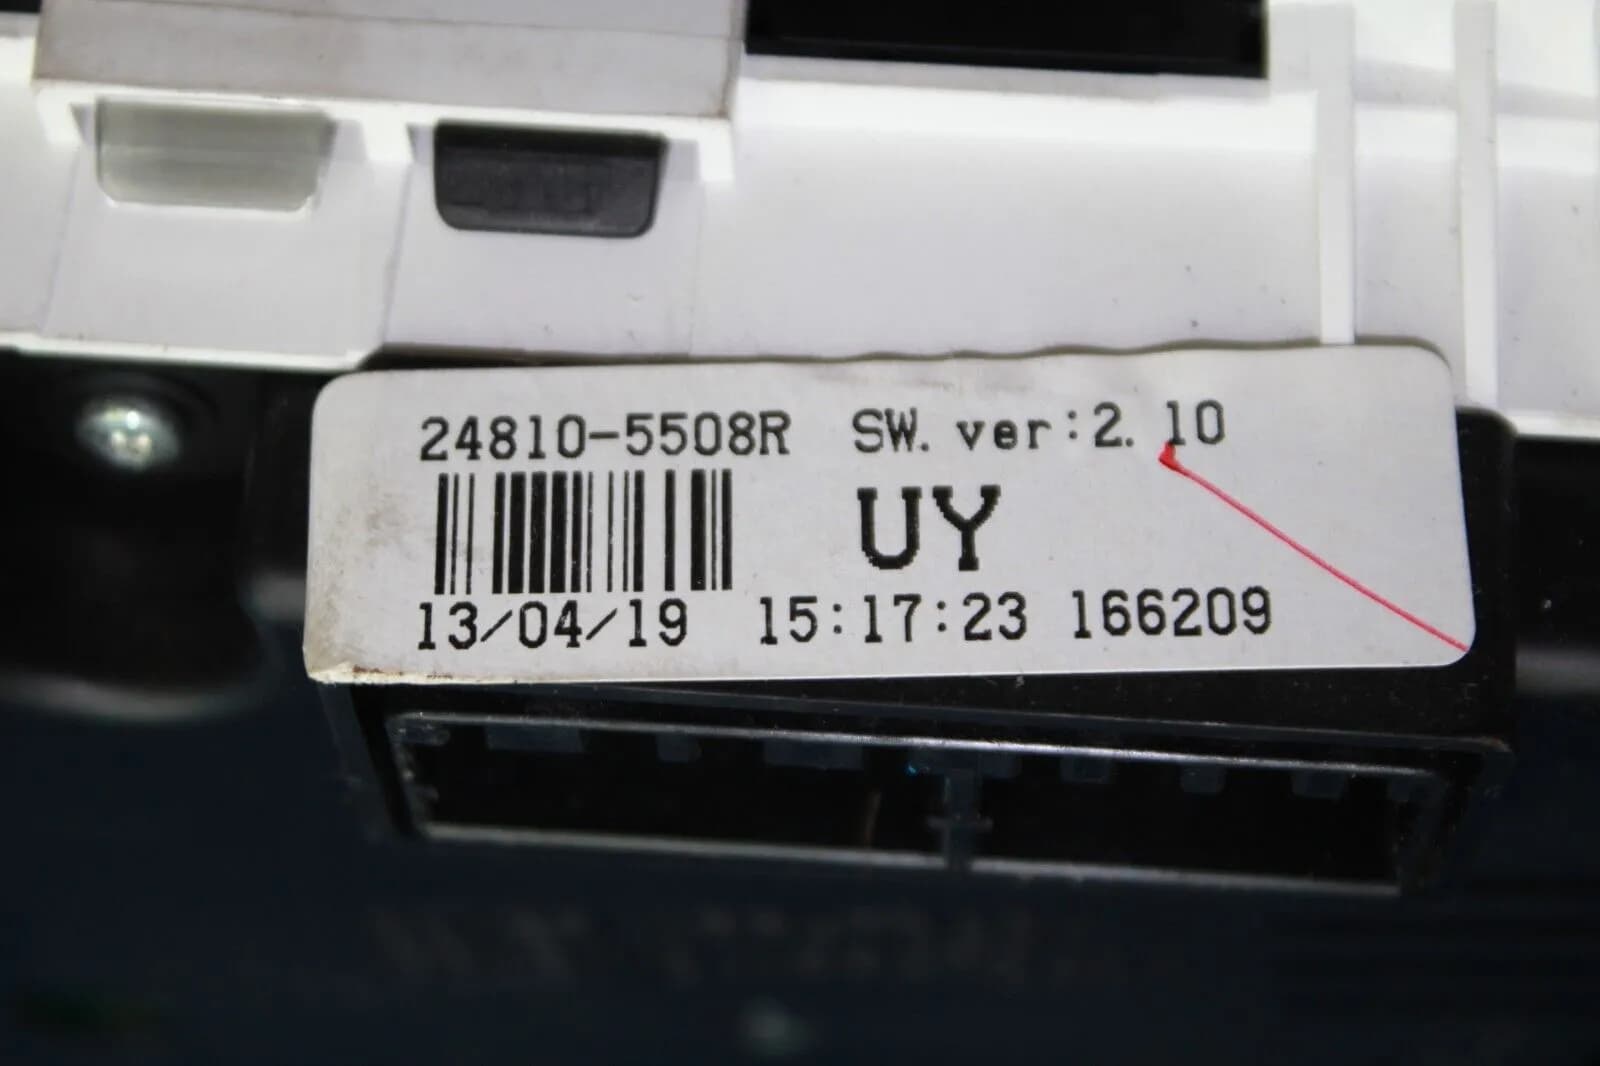 24810-5508R SW. ver:2.10
UY
13/04/19 15:17:23 166209